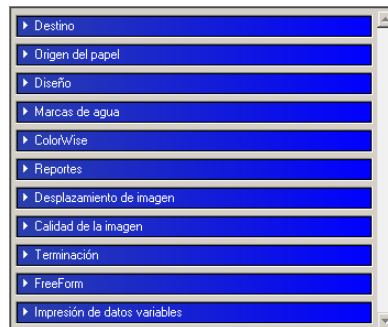 Destino
Origen del papel
Diseño
Marcas de agua
ColorWise
Reportes
Desplazamiento de imagen
Calidad de la imagen
Terminación
FreeForm
Impresión de datos variables